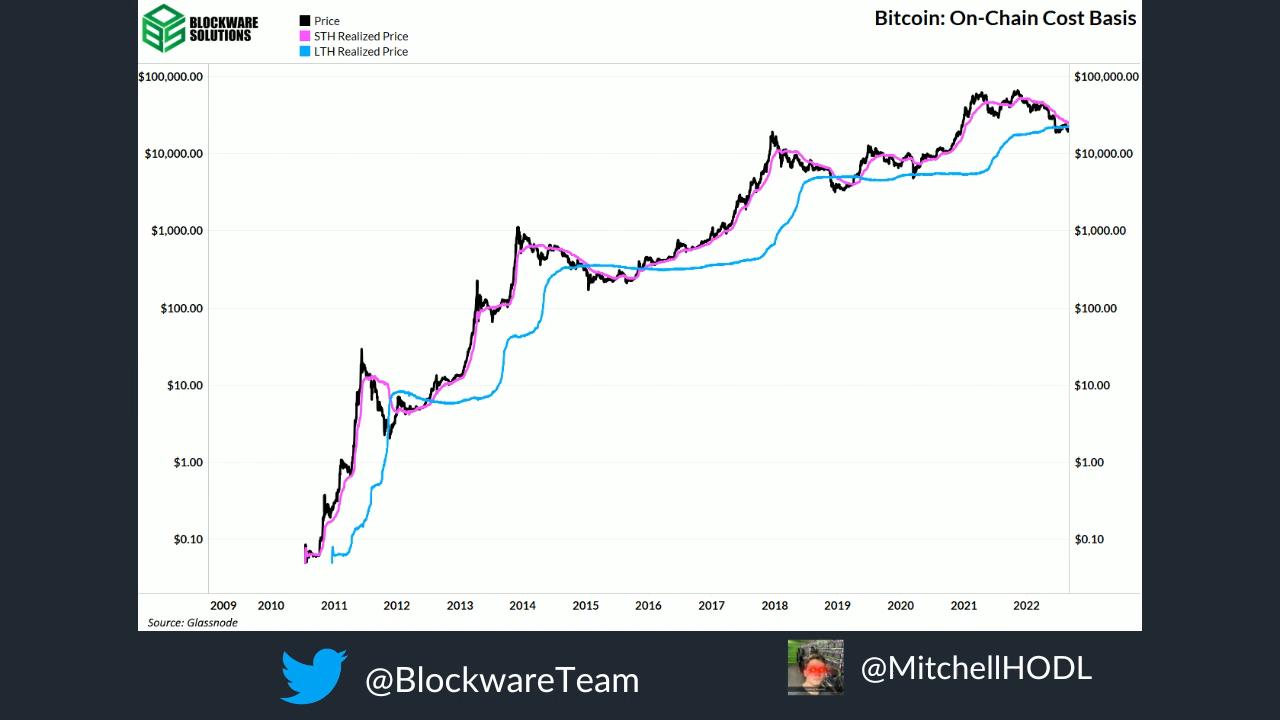 BLOCKWARE
SOLUTIONS
Price
STH Realized Price
LTH Realized Price
Bitcoin: On-Chain Cost Basis
$100,000.00 $100,000.00
$10,000.00 $10,000.00
$1,000.00 $1,000.00
$100.00 $100.00
$10.00 $10.00
$1.00 $1.00
$0.10 $0.10
2009 2010 2011 2012 2013 2014 2015 2016 2017 2018 2019 2020 2021 2022
Source: Glassnode
@BlockwareTeam
@MitchellHODL